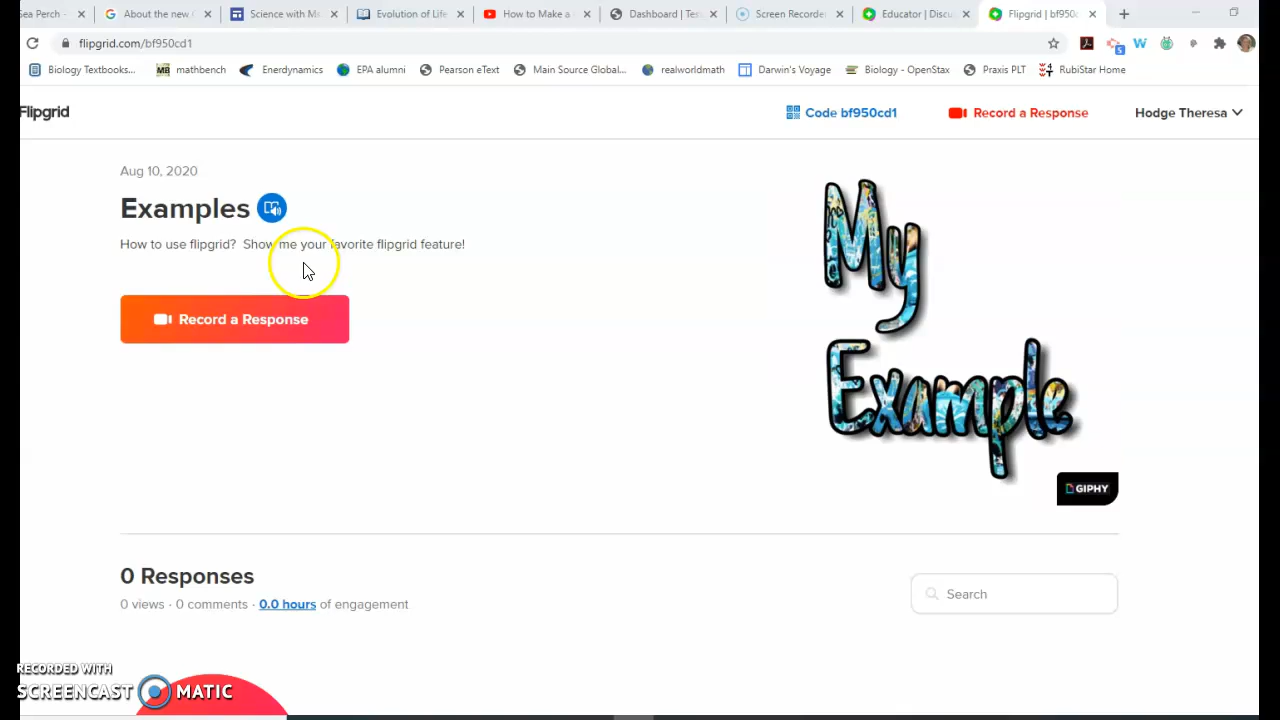 Sea Perch - About the new Science with M Evolution of Life How to Make a Dashboard | Tes Screen Recorder Educator | Discu Flipgrid | bf950c
flipgrid.com/bf950cd1
Biology Textbooks... mathbench Enerdynamics EPA alumni Pearson eText Main Source Global... realworldmath Darwin's Voyage Biology - OpenStax Praxis PLT RubiStar Home
Flipgrid Code bf950cd1 Record a Response Hodge Theresa
Aug 10, 2020
Examples
How to use flipgrid? Show me your favorite flipgrid feature!
Record a Response
My
Example
GIPHY
0 Responses
0 views · 0 comments · 0.0 hours of engagement
Search
RECORDED WITH
SCREENCAST MATIC